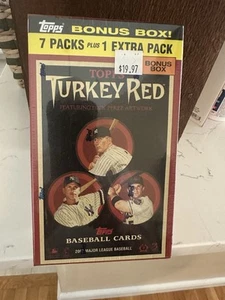 Topps BONUS BOX!
7 PACKS PLUS 1 EXTRA PACK
TOPPS
$19.97
BONUS
BOX
TURKEY RED
Topps
BASEBALL CARDS
MAJOR LEAGUE BASEBALL